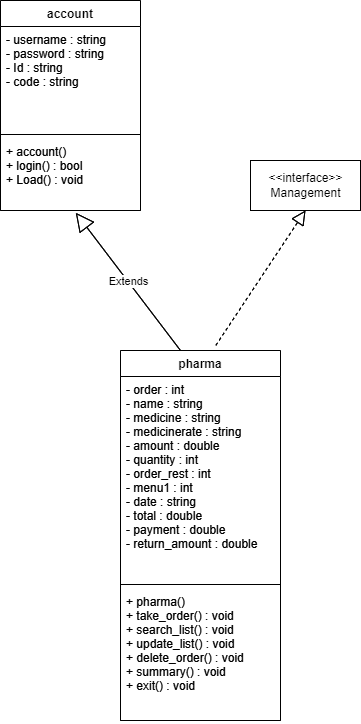 account
- username : string
- password : string
- Id : string
- code : string
+ account()
+ login() : bool
+ Load() : void
<<interface>>
Management
Extends
pharma
- order : int
- name : string
- medicine : string
- medicinerate : string
- amount : double
- quantity : int
- order_rest : int
- menu1 : int
- date : string
- total : double
- payment : double
- return_amount : double
+ pharma()
+ take_order() : void
+ search_list() : void
+ update_list() : void
+ delete_order() : void
+ summary() : void
+ exit() : void